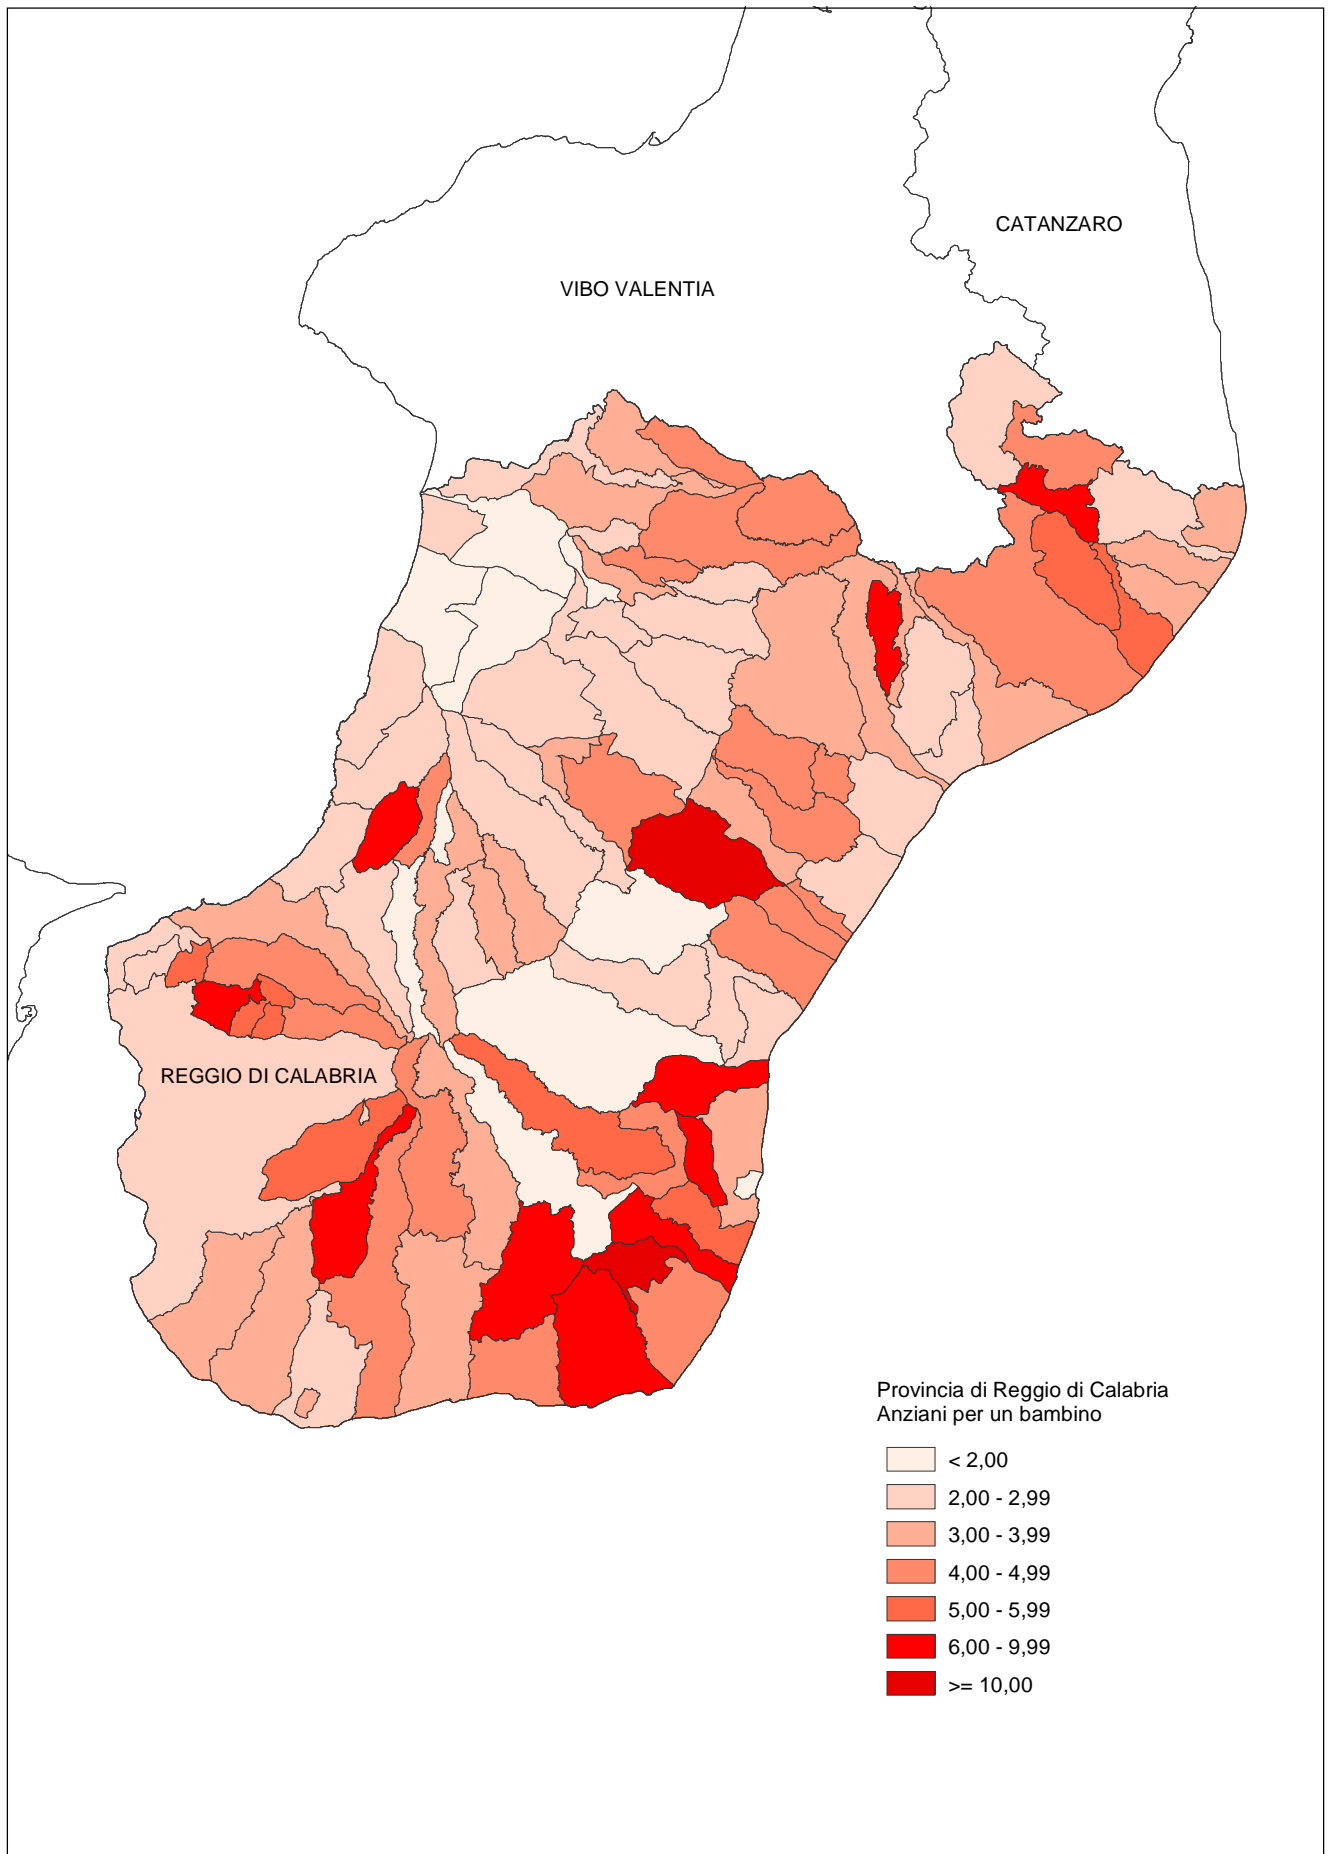 CATANZARO
VIBO VALENTIA
REGGIO DI CALABRIA
Provincia di Reggio di Calabria
Anziani per un bambino
< 2,00
2,00 - 2,99
3,00 - 3,99
4,00 - 4,99
5,00 - 5,99
6,00 - 9,99
>= 10,00